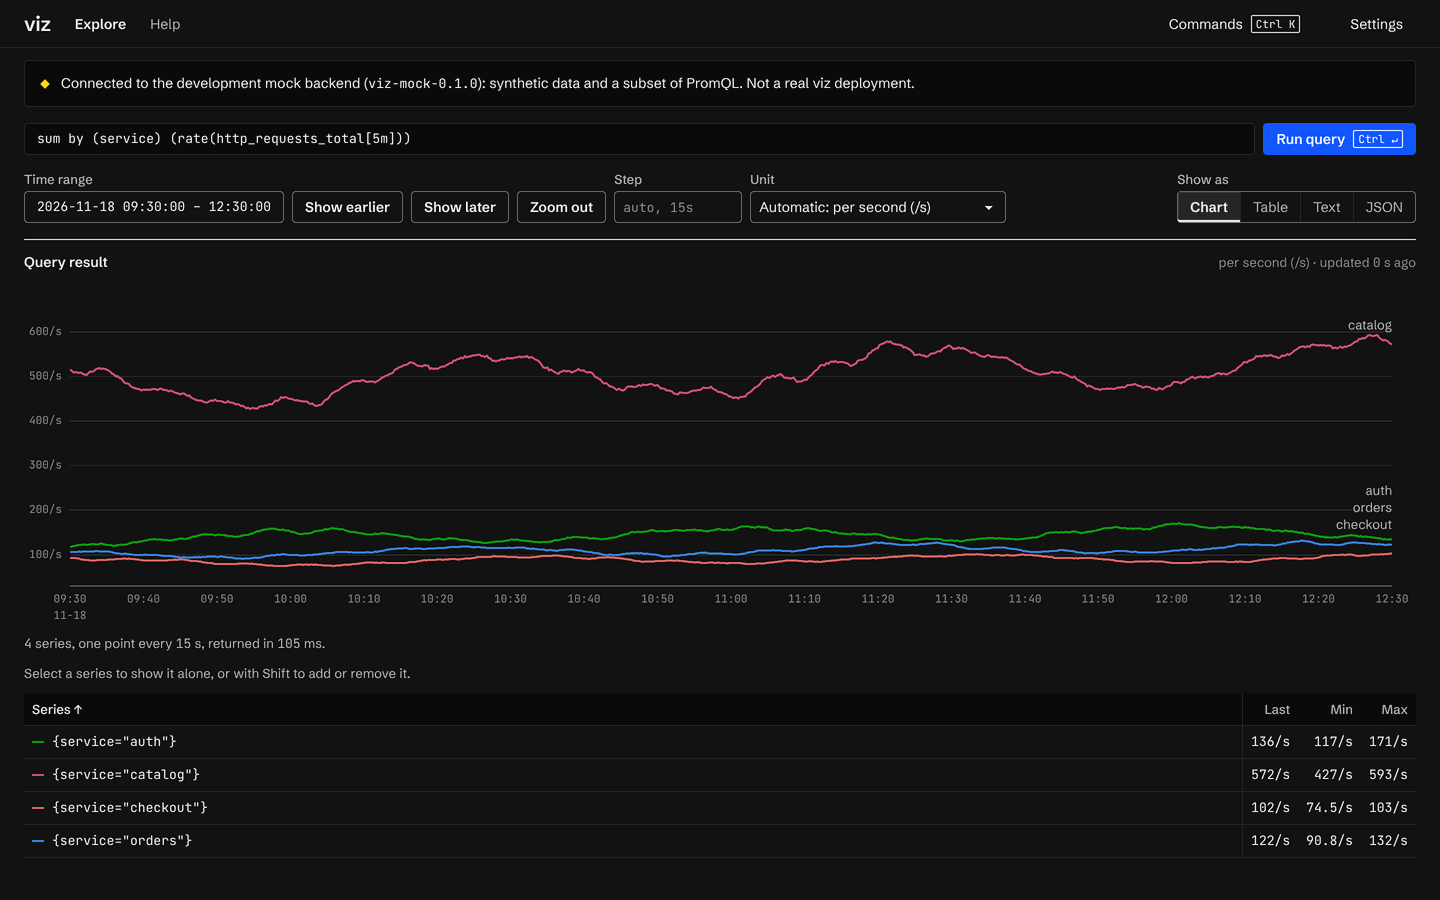 viz Explore Help Commands Ctrl K Settings
Connected to the development mock backend (viz-mock-0.1.0): synthetic data and a subset of PromQL. Not a real viz deployment.
sum by (service) (rate(http_requests_total[5m])) Run query Ctrl ↵
Time range Step Unit Show as
2026-11-18 09:30:00 – 12:30:00 Show earlier Show later Zoom out auto, 15s Automatic: per second (/s) Chart Table Text JSON
Query result per second (/s) · updated 0 s ago
catalog
600/s
500/s
400/s
300/s
auth
200/s orders
checkout
100/s
09:30 09:40 09:50 10:00 10:10 10:20 10:30 10:40 10:50 11:00 11:10 11:20 11:30 11:40 11:50 12:00 12:10 12:20 12:30
11-18
4 series, one point every 15 s, returned in 105 ms.
Select a series to show it alone, or with Shift to add or remove it.
Series ↑ Last Min Max
{service="auth"} 136/s 117/s 171/s
{service="catalog"} 572/s 427/s 593/s
{service="checkout"} 102/s 74.5/s 103/s
{service="orders"} 122/s 90.8/s 132/s